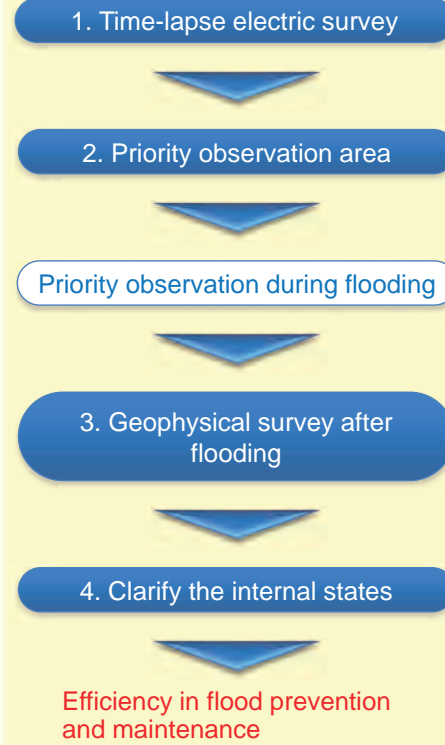 1. Time-lapse electric survey
2. Priority observation area
Priority observation during flooding
3. Geophysical survey after
flooding
4. Clarify the internal states
Efficiency in flood prevention
and maintenance